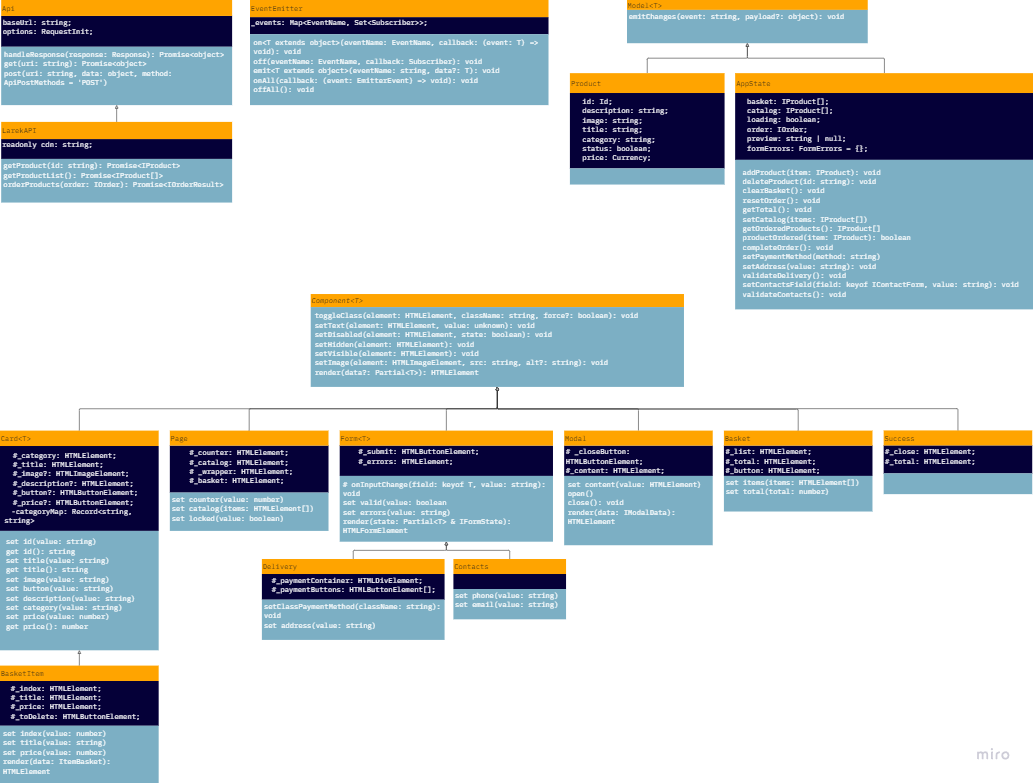 Api
baseUrl: string;
options: RequestInit;
handleResponse(response: Response): Promise<object>
get(uri: string): Promise<object>
post(uri: string, data: object, method:
ApiPostMethods = 'POST')
LarekAPI
readonly cdn: string;
getProduct(id: string): Promise<IProduct>
getProductList(): Promise<IProduct[]>
orderProducts(order: IOrder): Promise<IOrderResult>
EventEmitter
_events: Map<EventName, Set<Subscriber>>;
on<T extends object>(eventName: EventName, callback: (event: T) =>
void): void
off(eventName: EventName, callback: Subscriber): void
emit<T extends object>(eventName: string, data?: T): void
onAll(callback: (event: EmitterEvent) => void): void
offAll(): void
Model<T>
emitChanges(event: string, payload?: object): void
Product
id: Id;
description: string;
image: string;
title: string;
category: string;
status: boolean;
price: Currency;
AppState
basket: IProduct[];
catalog: IProduct[];
loading: boolean;
order: IOrder;
preview: string | null;
formErrors: FormErrors = {};
addProduct(item: IProduct): void
deleteProduct(id: string): void
clearBasket(): void
resetOrder(): void
getTotal(): void
setCatalog(items: IProduct[])
getOrderedProducts(): IProduct[]
productOrdered(item: IProduct): boolean
completeOrder(): void
setPaymentMethod(method: string)
setAddress(value: string): void
validateDelivery(): void
setContactsField(field: keyof IContactForm, value: string): void
validateContacts(): void
Component<T>
toggleClass(element: HTMLElement, className: string, force?: boolean): void
setText(element: HTMLElement, value: unknown): void
setDisabled(element: HTMLElement, state: boolean): void
setHidden(element: HTMLElement): void
setVisible(element: HTMLElement): void
setImage(element: HTMLImageElement, src: string, alt?: string): void
render(data?: Partial<T>): HTMLElement
Card<T>
#_category: HTMLElement;
#_title: HTMLElement;
#_image?: HTMLImageElement;
#_description?: HTMLElement;
#_button?: HTMLButtonElement;
#_price?: HTMLButtonElement;
-categoryMap: Record<string,
string>
set id(value: string)
get id(): string
set title(value: string)
get title(): string
set image(value: string)
set button(value: string)
set description(value: string)
set category(value: string)
set price(value: number)
get price(): number
BasketItem
#_index: HTMLElement;
#_title: HTMLElement;
#_price: HTMLElement;
#_toDelete: HTMLButtonElement;
set index(value: number)
set title(value: string)
set price(value: number)
render(data: ItemBasket):
HTMLElement
Page
#_counter: HTMLElement;
#_catalog: HTMLElement;
# _wrapper: HTMLElement;
#_basket: HTMLElement;
set counter(value: number)
set catalog(items: HTMLElement[])
set locked(value: boolean)
Form<T>
#_submit: HTMLButtonElement;
#_errors: HTMLElement;
# onInputChange(field: keyof T, value: string):
void
set valid(value: boolean
set errors(value: string)
render(state: Partial<T> & IFormState):
HTMLFormElement
Delivery
#_paymentContainer: HTMLDivElement;
#_paymentButtons: HTMLButtonElement[];
setClassPaymentMethod(className: string):
void
set address(value: string)
Contacts
set phone(value: string)
set email(value: string)
Modal
# _closeButton:
HTMLButtonElement;
#_content: HTMLElement;
set content(value: HTMLElement)
open()
close(): void
render(data: IModalData):
HTMLElement
Basket
#_list: HTMLElement;
#_total: HTMLElement;
#_button: HTMLElement;
set items(items: HTMLElement[])
set total(total: number)
Success
#_close: HTMLElement;
#_total: HTMLElement;
miro